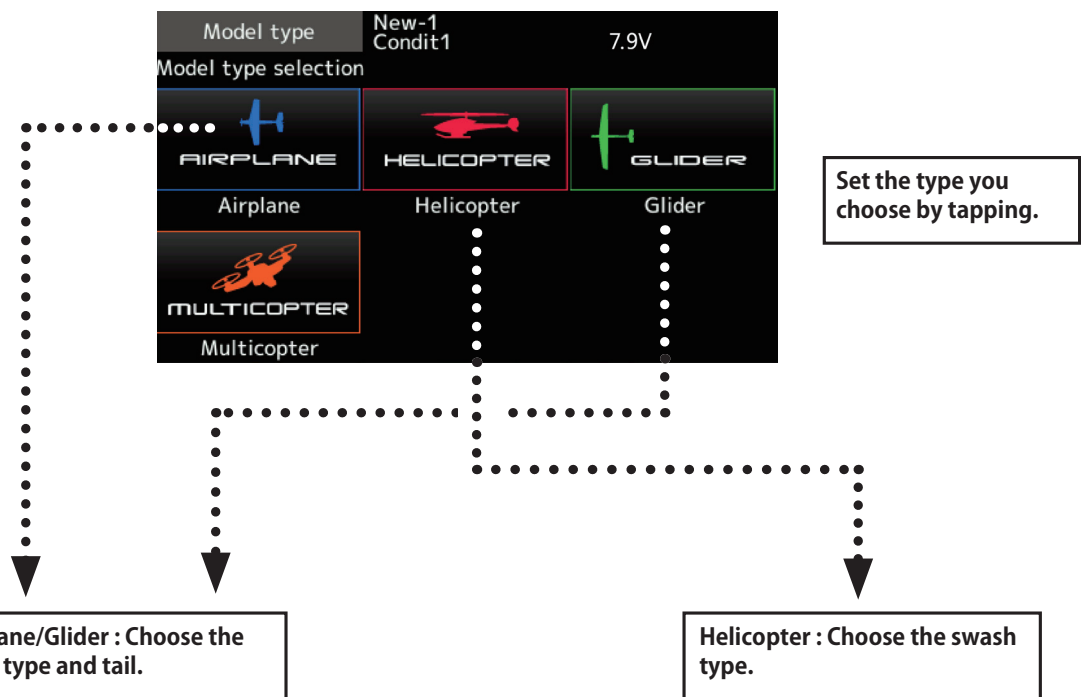 Model type
New-1
Condit1
7.9V
Model type selection
AIRPLANE
HELICOPTER
GLIDER
Airplane
Helicopter
Glider
Set the type you
choose by tapping.
MULTICOPTER
Multicopter
ane/Glider : Choose the
type and tail.
Helicopter : Choose the swash
type.